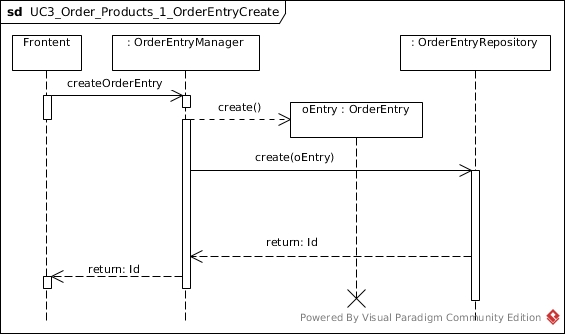 sd UC3_Order_Products_1_OrderEntryCreate
Frontent
: OrderEntryManager
: OrderEntryRepository
createOrderEntry
create()
oEntry : OrderEntry
create(oEntry)
return: Id
return: Id
Powered By Visual Paradigm Community Edition